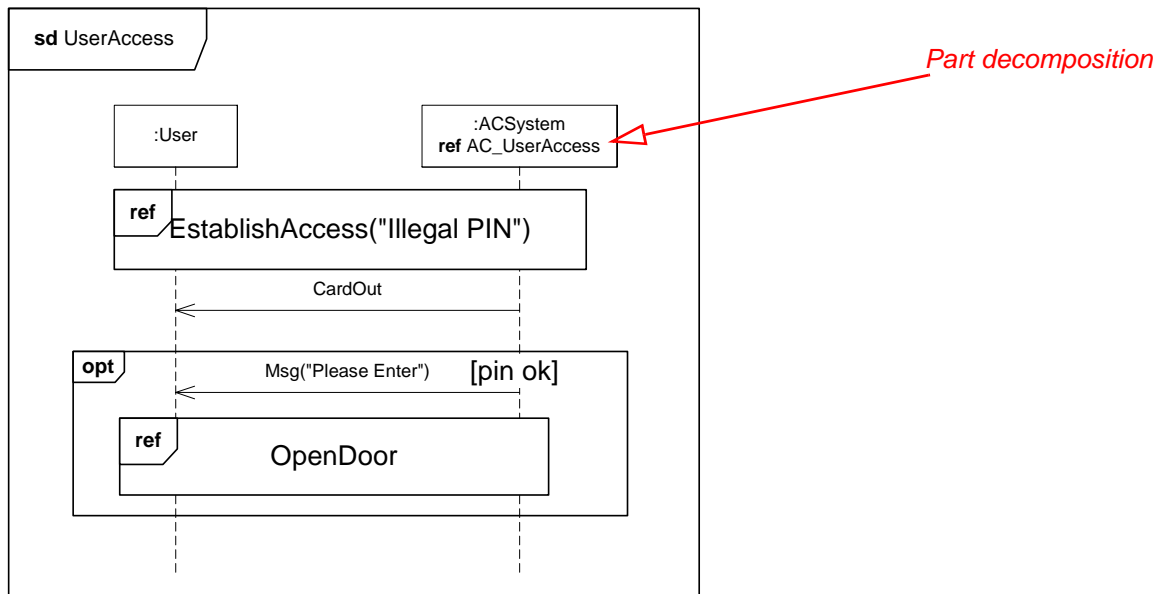 sd UserAccess
Part decomposition
:User
:ACSystem
ref AC_UserAccess
ref
EstablishAccess("Illegal PIN")
CardOut
opt
Msg("Please Enter")
[pin ok]
ref
OpenDoor